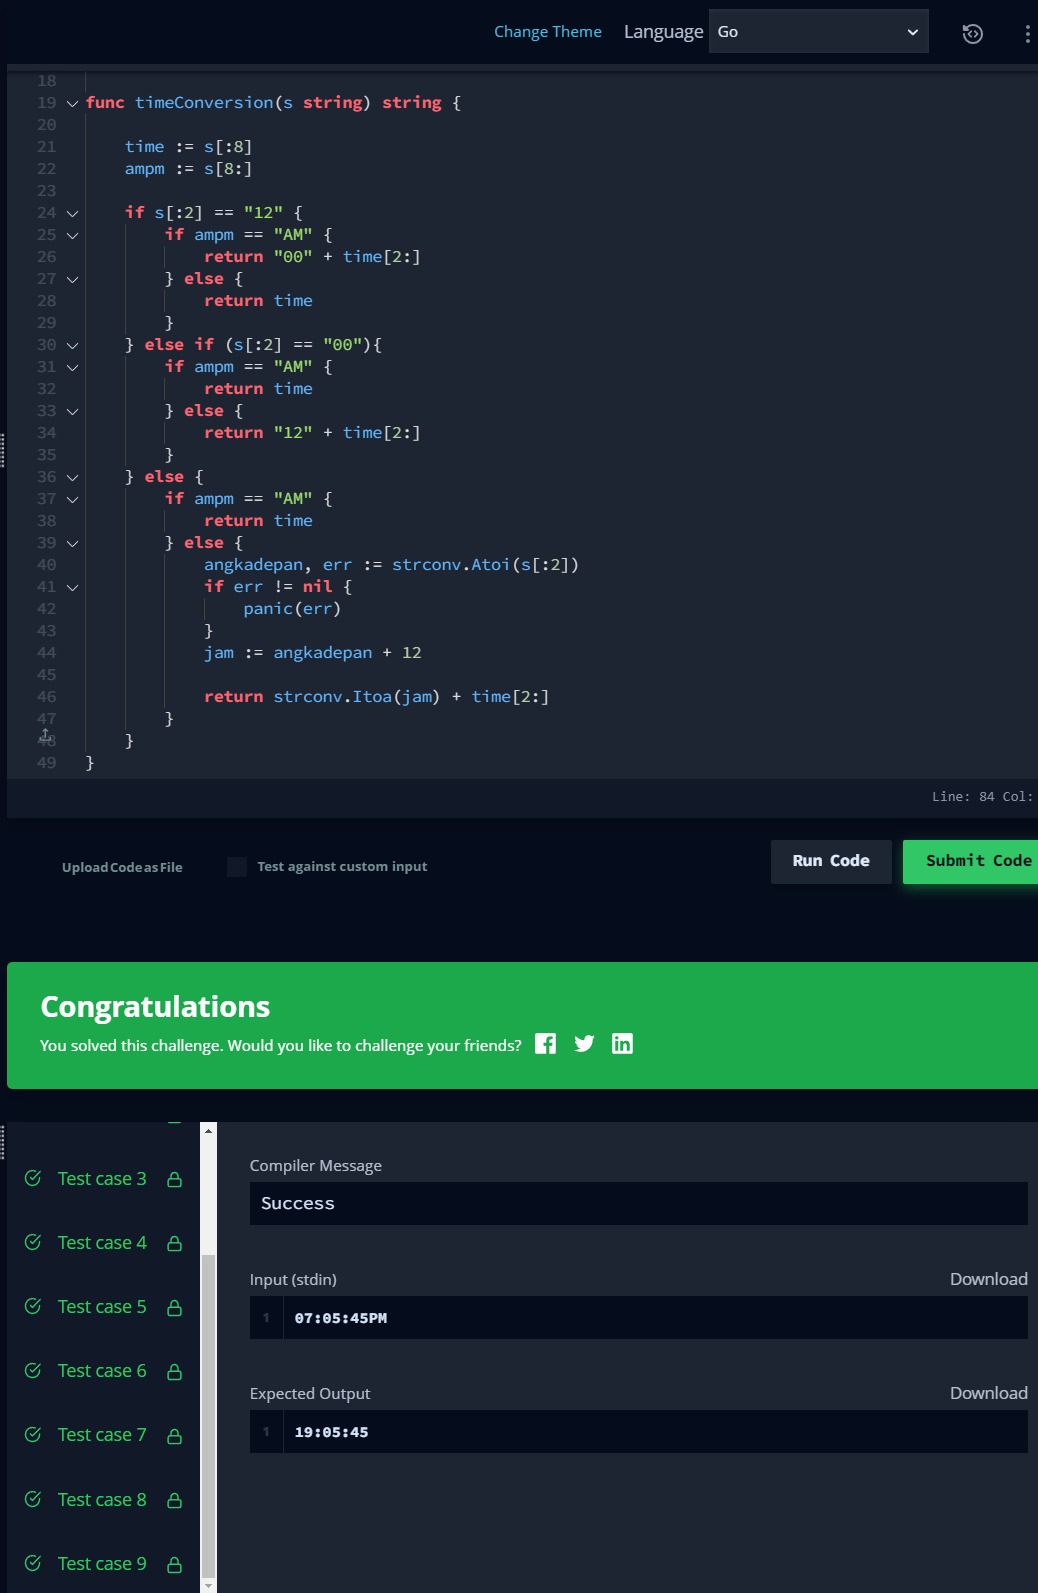 Change Theme Language Go
18
19 func timeConversion(s string) string {
20
21 time := s[:8]
22 ampm := s[8:]
23
24 if s[:2] == "12" {
25 if ampm == "AM" {
26 return "00" + time[2:]
27 } else {
28 return time
29 }
30 } else if (s[:2] == "00"){
31 if ampm == "AM" {
32 return time
33 } else {
34 return "12" + time[2:]
35 }
36 } else {
37 if ampm == "AM" {
38 return time
39 } else {
40 angkadepan, err := strconv.Atoi(s[:2])
41 if err != nil {
42 panic(err)
43 }
44 jam := angkadepan + 12
45
46 return strconv.Itoa(jam) + time[2:]
47 }
48 }
49 }
Line: 84 Col:
Upload Code as File Test against custom input Run Code Submit Code
Congratulations
You solved this challenge. Would you like to challenge your friends?
Test case 3
Test case 4
Test case 5
Test case 6
Test case 7
Test case 8
Test case 9
Compiler Message
Success
Input (stdin) Download
1 07:05:45PM
Expected Output Download
1 19:05:45